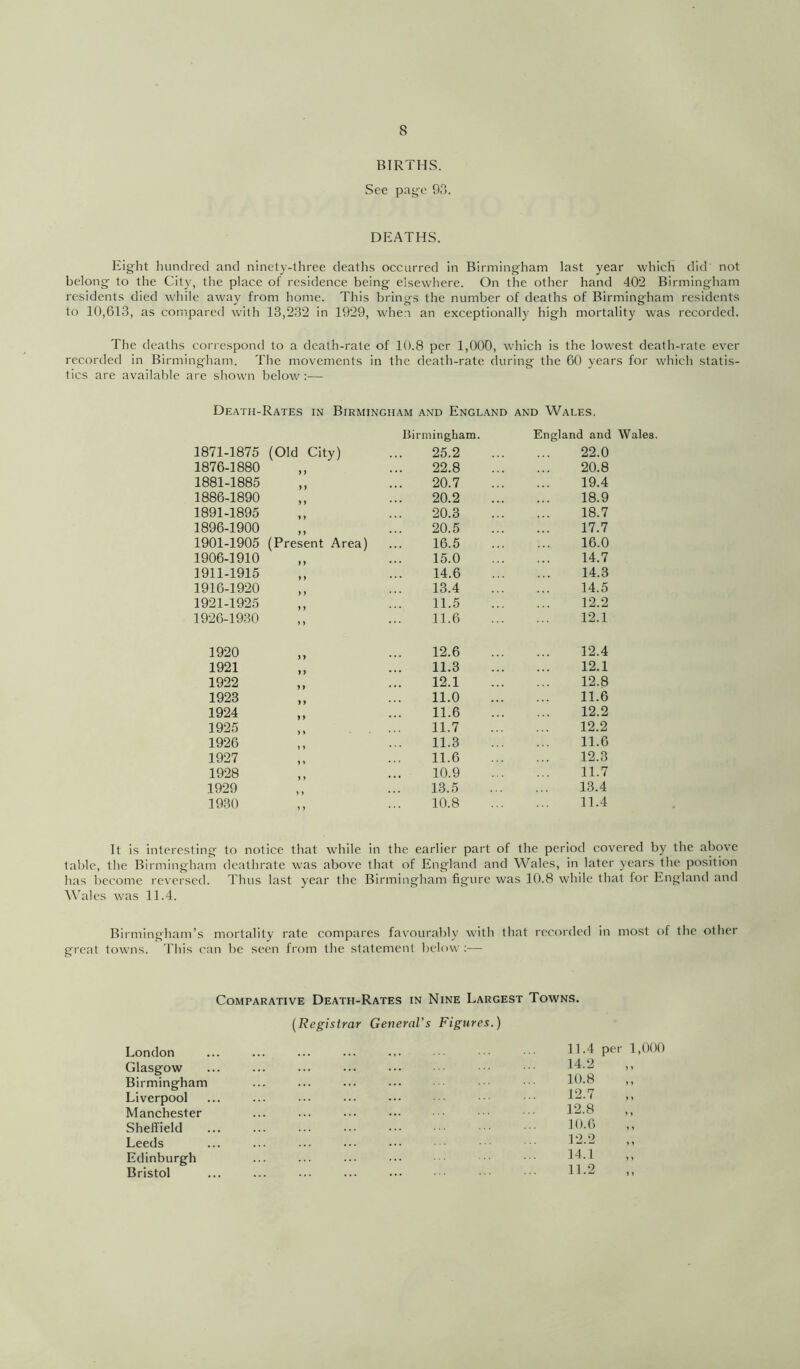 8
BIRTHS.
See page 93.
DEATHS.
Eight hundred and ninety-three deaths occurred in Birmingham last year which did not
belong to the City, the place of residence being elsewhere. On the other hand 402 Birmingham
residents died while away from home. This brings the number of deaths of Birmingham residents
to 10,613, as compared with 13,232 in 1929, when an exceptionally high mortality was recorded.
The deaths correspond to a death-rate of 10.8 per 1,000, which is the lowest death-rate ever
recorded in Birmingham. The movements in the death-rate during the 60 years for which statis-
tics are available are shown below :—
DEATH-RATES IN BIRMINGHAM AND ENGLAND AND WALES.
Birmingham. England and Wales.
1871-1875 (Old City) ... 25.2 ... ... 22.0
1876-1880 ,, ... 22.8 ... ... 20.8
1881-1885 ,, ... 20.7 ... ... 19.4
1886-1890 ,, ... 20.2 ... ... 18.9
1891-1895 ,, ... 20.3 ... ... 18.7
1896-1900 ,, ... 20.5 ... ... 17.7
1901-1905 (Present Area) ... 16.5 ... ... 16.0
1906-1910 ,, ... 15.0 ... ... 14.7
1911-1915 ,, ... 14.6 ... ... 14.3
1916-1920 ,, ... 13.4 ... ... 14.5
1921-1925 ,, ... 11.5 ... ... 12.2
1926-1930 ,, ... 11.6 ... ... 12.1
1920 ,, ... 12.6 ... ... 12.4
1921 ,, ... 11.3 ... ... 12.1
1922 ,, ... 12.1 ... ... 12.8
1923 ,, ... 11.0 ... ... 11.6
1924 ,, ... 11.6 ... ... 12.2
1925 ,, ... 11.7 ... ... 12.2
1926 ,, ... 11.3 ... ... 11.6
1927 ,, ... 11.6 ... ... 12.3
1928 ,, ... 10.9 ... ... 11.7
1929 ,, ... 13.5 ... ... 13.4
1930 ,, ... 10.8 ... ... 11.4
It is interesting to notice that while in the earlier part of the period covered by the above
table, the Birmingham deathrate was above that of England and Wales, in later years the position
has become reversed. Thus last year the Birmingham figure was 10.8 while that for England and
Wales was 11.4.
Birmingham's mortality rate compares favourably with that recorded in most of the other
great towns. This can be seen from the statement below :—
COMPARATIVE DEATH-RATES IN NINE LARGEST TOWNS.
(Registrar General's Figures.)
London ... ... ... ... ... ... ... ... 11.4 per 1,000
Glasgow ... ... ... ... ... ... ... ... 14.2 ,,
Birmingham ... ... ... ... ... ... ... 10.8 ,,
Liverpool ... ... ... ... ... ... ... ... 12.7 ,,
Manchester ... ... ... ... ... ... ... 12.8 ,,
Sheffield ... ... ... ... ... ... ... ... 10.6 ,,
Leeds ... ... ... ... ... ... ... ... 12.2 ,,
Edinburgh ... ... ... ... ... ... ... 14.1 ,,
Bristol ... ... ... ... ... ... ... ... 11.2 ,,